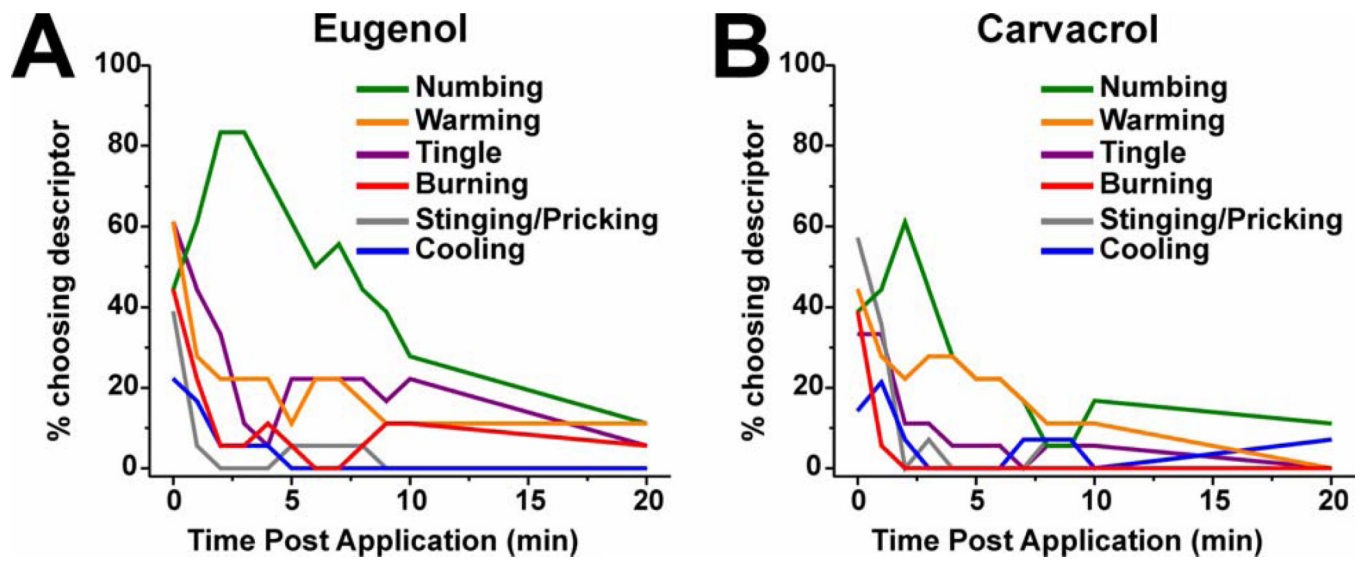 A
Eugenol
% choosing descriptor
100
80
60
40
20
0
Numbing
Warming
Tingle
Burning
Stinging/Pricking
Cooling
0 5 10 15 20
Time Post Application (min)
B
Carvacrol
% choosing descriptor
100
80
60
40
20
0
Numbing
Warming
Tingle
Burning
Stinging/Pricking
Cooling
0 5 10 15 20
Time Post Application (min)